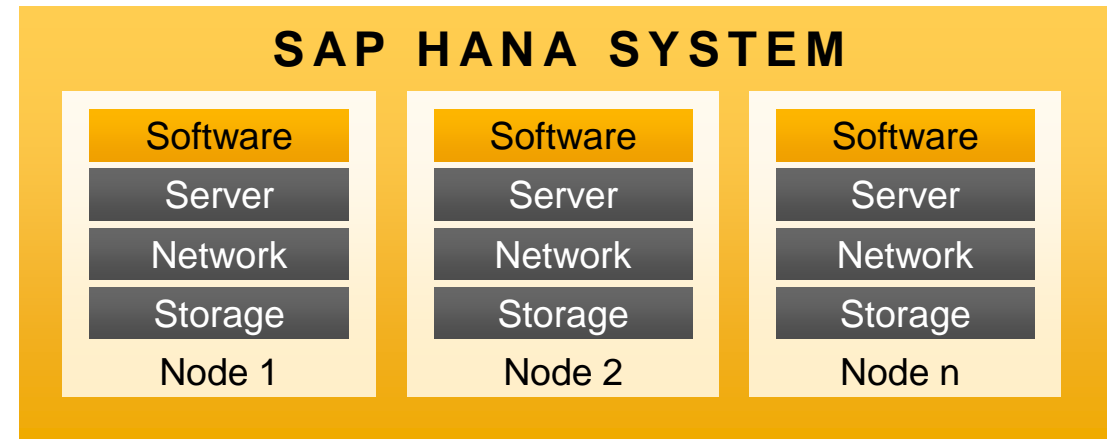 SAP HANA SYSTEM
Software
Server
Network
Storage
Node 1
Software
Server
Network
Storage
Node 2
Software
Server
Network
Storage
Node n